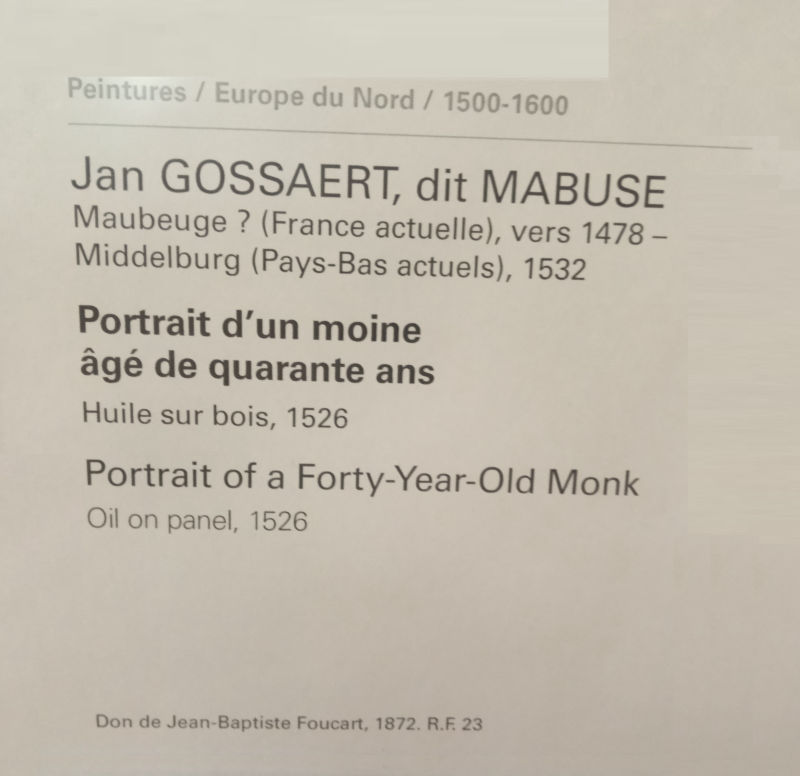 Peintures / Europe du Nord / 1500-1600
Jan GOSSAERT, dit MABUSE
Maubeuge ? (France actuelle), vers 1478 –
Middelburg (Pays-Bas actuels), 1532
Portrait d’un moine
âgé de quarante ans
Huile sur bois, 1526
Portrait of a Forty-Year-Old Monk
Oil on panel, 1526
Don de Jean-Baptiste Foucart, 1872. R.F. 23